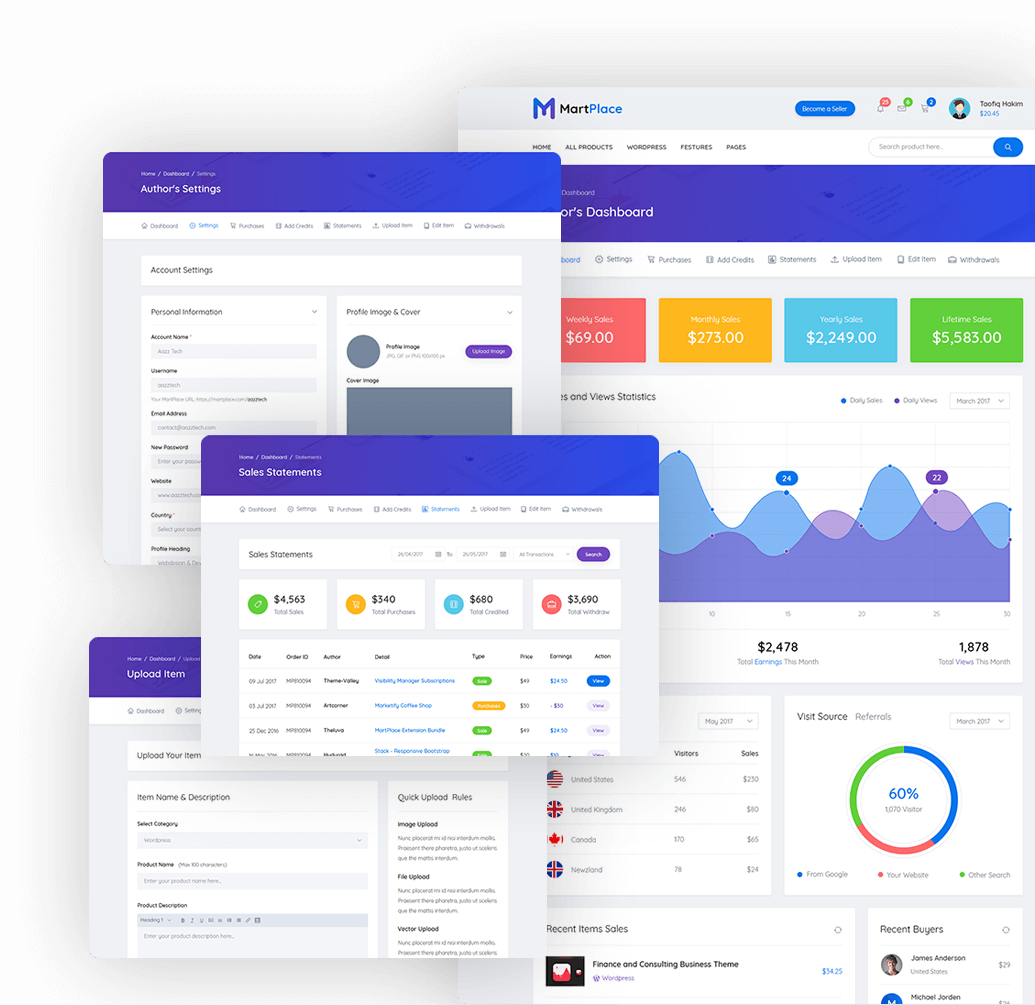 MartPlace
Become a Seller
25
6
2
Taofiq Hakim
$20.45
HOME ALL PRODUCTS WORDPRESS FESTURES PAGES
Search product here..
Dashboard
or's Dashboard
board Settings Purchases Add Credits Statements Upload Item Edit Item Withdrawals
Weekly Sales
$69.00
Monthly Sales
$273.00
Yearly Sales
$2,249.00
Lifetime Sales
$5,583.00
es and Views Statistics
Daily Sales Daily Views March 2017
24
22
10 15 20 25 30
$2,478
Total Earnings This Month
1,878
Total Views This Month
May 2017
Visitors Sales
United States 546 $230
United Kingdom 246 $80
Canada 170 $65
Newzland 78 $24
Visit Source Referrals March 2017
60%
1,070 Visitor
From Google Your Website Other Search
Recent Items Sales
Finance and Consulting Business Theme
Wordpress
$34.25
Recent Buyers
James Anderson
United States
$29
Michael Jorden
Home / Dashboard / Settings
Author's Settings
Dashboard Settings Purchases Add Credits Statements Upload Item Edit Item Withdrawals
Account Settings
Personal Information
Account Name *
Aazz Tech
Username
aazztech
Your MartPlace URL: https://martplace.com/aazztech
Email Address
contact@aazztech.com
New Password
Enter your passw
Website
www.aazztech.
Country *
Select your count
Profile Heading
Profile Image & Cover
Profile Image
JPG, GIF or PNG 100x100 px
Upload Image
Cover Image
Home / Dashboard / Statements
Sales Statements
Dashboard Settings Purchases Add Credits Statements Upload Item Edit Item Withdrawals
Sales Statements
26/04/2017 To 26/05/2017 All Transactions Search
$4,563
Total Sales
$340
Total Purchases
$680
Total Credited
$3,690
Total Withdraw
Date Order ID Author Detail Type Price Earnings Action
09 Jul 2017 MP810094 Theme-Valley Visibility Manager Subscriptions Sale $49 $24.50 View
03 Jul 2017 MP810094 Artcorner Marketify Coffee Shop Purchases $30 - $30 View
25 Dec 2016 MP810094 Theluva MartPlace Extension Bundle Sale $49 $24.50 View
Stack - Responsive Bootstrap
Home / Dashboard / Upload
Upload Item
Dashboard Setting
Upload Your Item
Item Name & Description
Select Category
Wordpress
Product Name (Max 100 characters)
Enter your product name here..
Product Description
Heading 1 B I U
Enter your product description here...
Quick Upload Rules
Image Upload
Nunc placerat mi id nisi interdum mollis.
Praesent there pharetra, justo ut sceleris
que the mattis interdum.
File Upload
Nunc placerat mi id nisi interdum mollis.
Praesent there pharetra, justo ut sceleris
que the mattis interdum.
Vector Upload
Nunc placerat mi id nisi interdum mollis.
Praesent there pharetra, justo ut sceleris